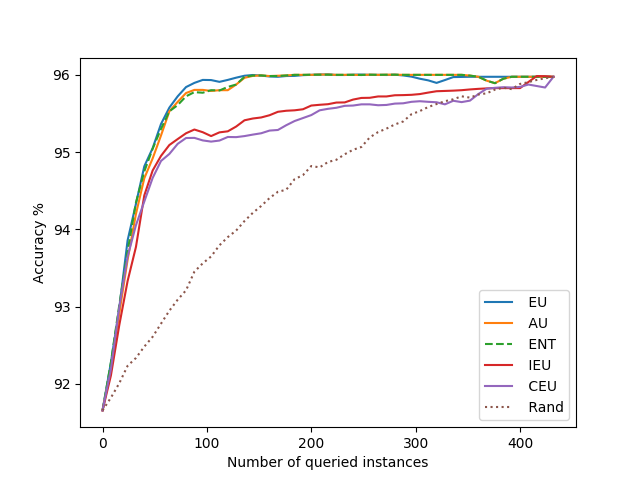 96
95
94
93
92
Accuracy %
0 100 200 300 400
Number of queried instances
EU
AU
ENT
IEU
CEU
Rand